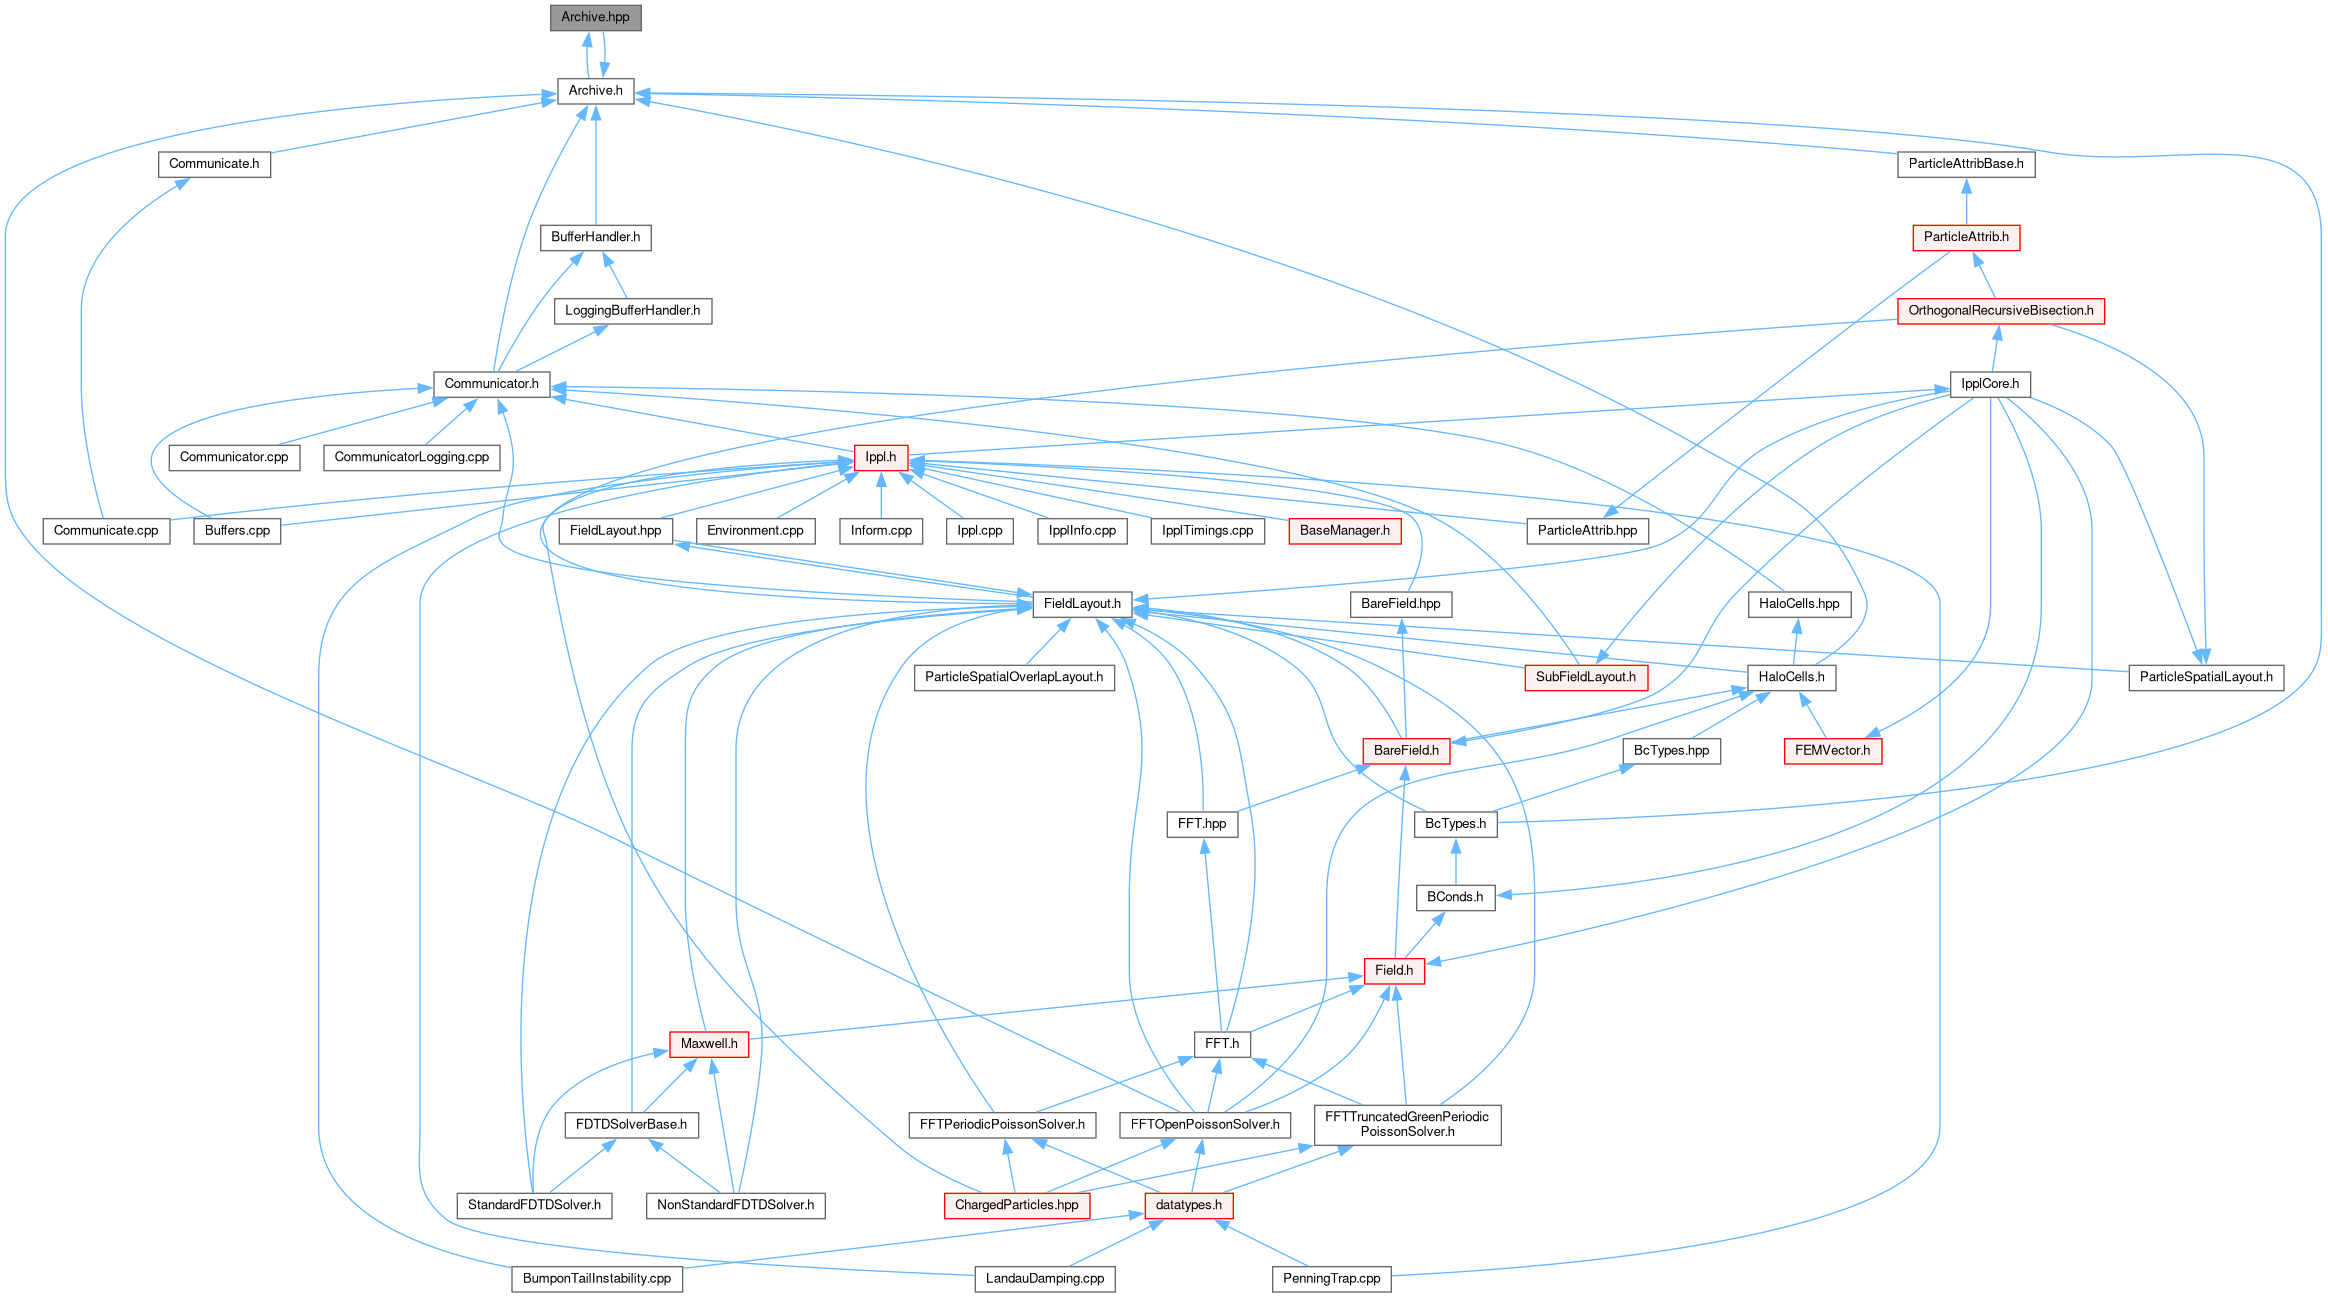 Archive.hpp
Archive.h
Communicate.h
ParticleAttribBase.h
BufferHandler.h
ParticleAttrib.h
LoggingBufferHandler.h
OrthogonalRecursiveBisection.h
Communicator.h
IpplCore.h
Communicator.cpp
CommunicatorLogging.cpp
Ippl.h
Communicate.cpp
Buffers.cpp
FieldLayout.hpp
Environment.cpp
Inform.cpp
Ippl.cpp
IpplInfo.cpp
IpplTimings.cpp
BaseManager.h
ParticleAttrib.hpp
FieldLayout.h
BareField.hpp
HaloCells.hpp
ParticleSpatialOverlapLayout.h
SubFieldLayout.h
HaloCells.h
ParticleSpatialLayout.h
BareField.h
BcTypes.hpp
FEMVector.h
FFT.hpp
BcTypes.h
BConds.h
Field.h
Maxwell.h
FFT.h
FDTDSolverBase.h
FFTPeriodicPoissonSolver.h
FFTOpenPoissonSolver.h
FFTTruncatedGreenPeriodic
PoissonSolver.h
StandardFDTDSolver.h
NonStandardFDTDSolver.h
ChargedParticles.hpp
datatypes.h
BumponTailInstability.cpp
LandauDamping.cpp
PenningTrap.cpp